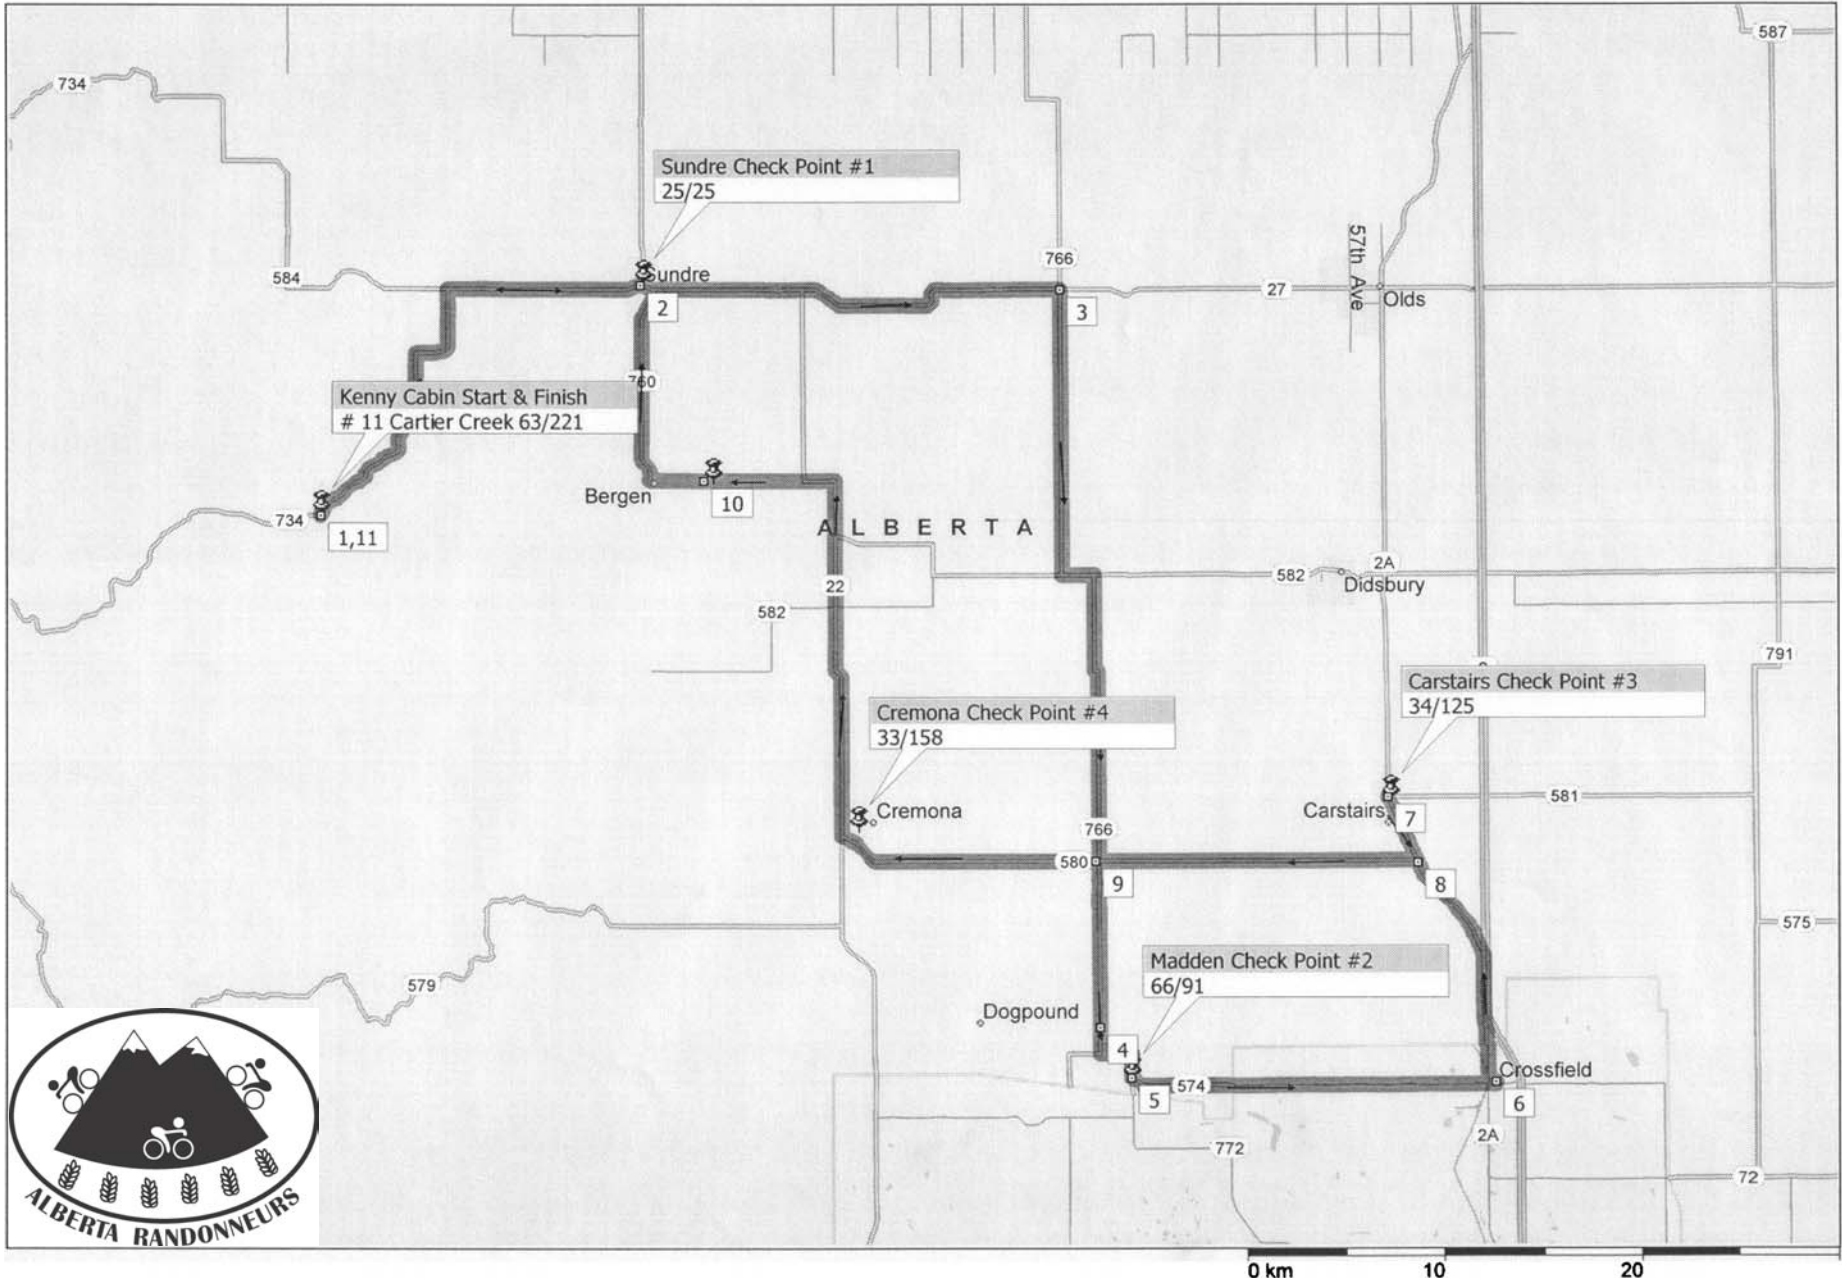 587
734
Sundre Check Point #1
25/25
57th Ave
766
584
Sundre
27
Olds
2
3
760
Kenny Cabin Start & Finish
# 11 Cartier Creek 63/221
Bergen
10
734
1,11
ALBERTA
2A
582
Didsbury
22
582
791
Carstairs Check Point #3
34/125
Cremona Check Point #4
33/158
581
Cremona
Carstairs
7
766
580
9
8
575
Madden Check Point #2
66/91
579
Dogpound
4
Crossfield
574
5
6
2A
772
72
ALBERTA RANDONNEURS
0 km 10 20